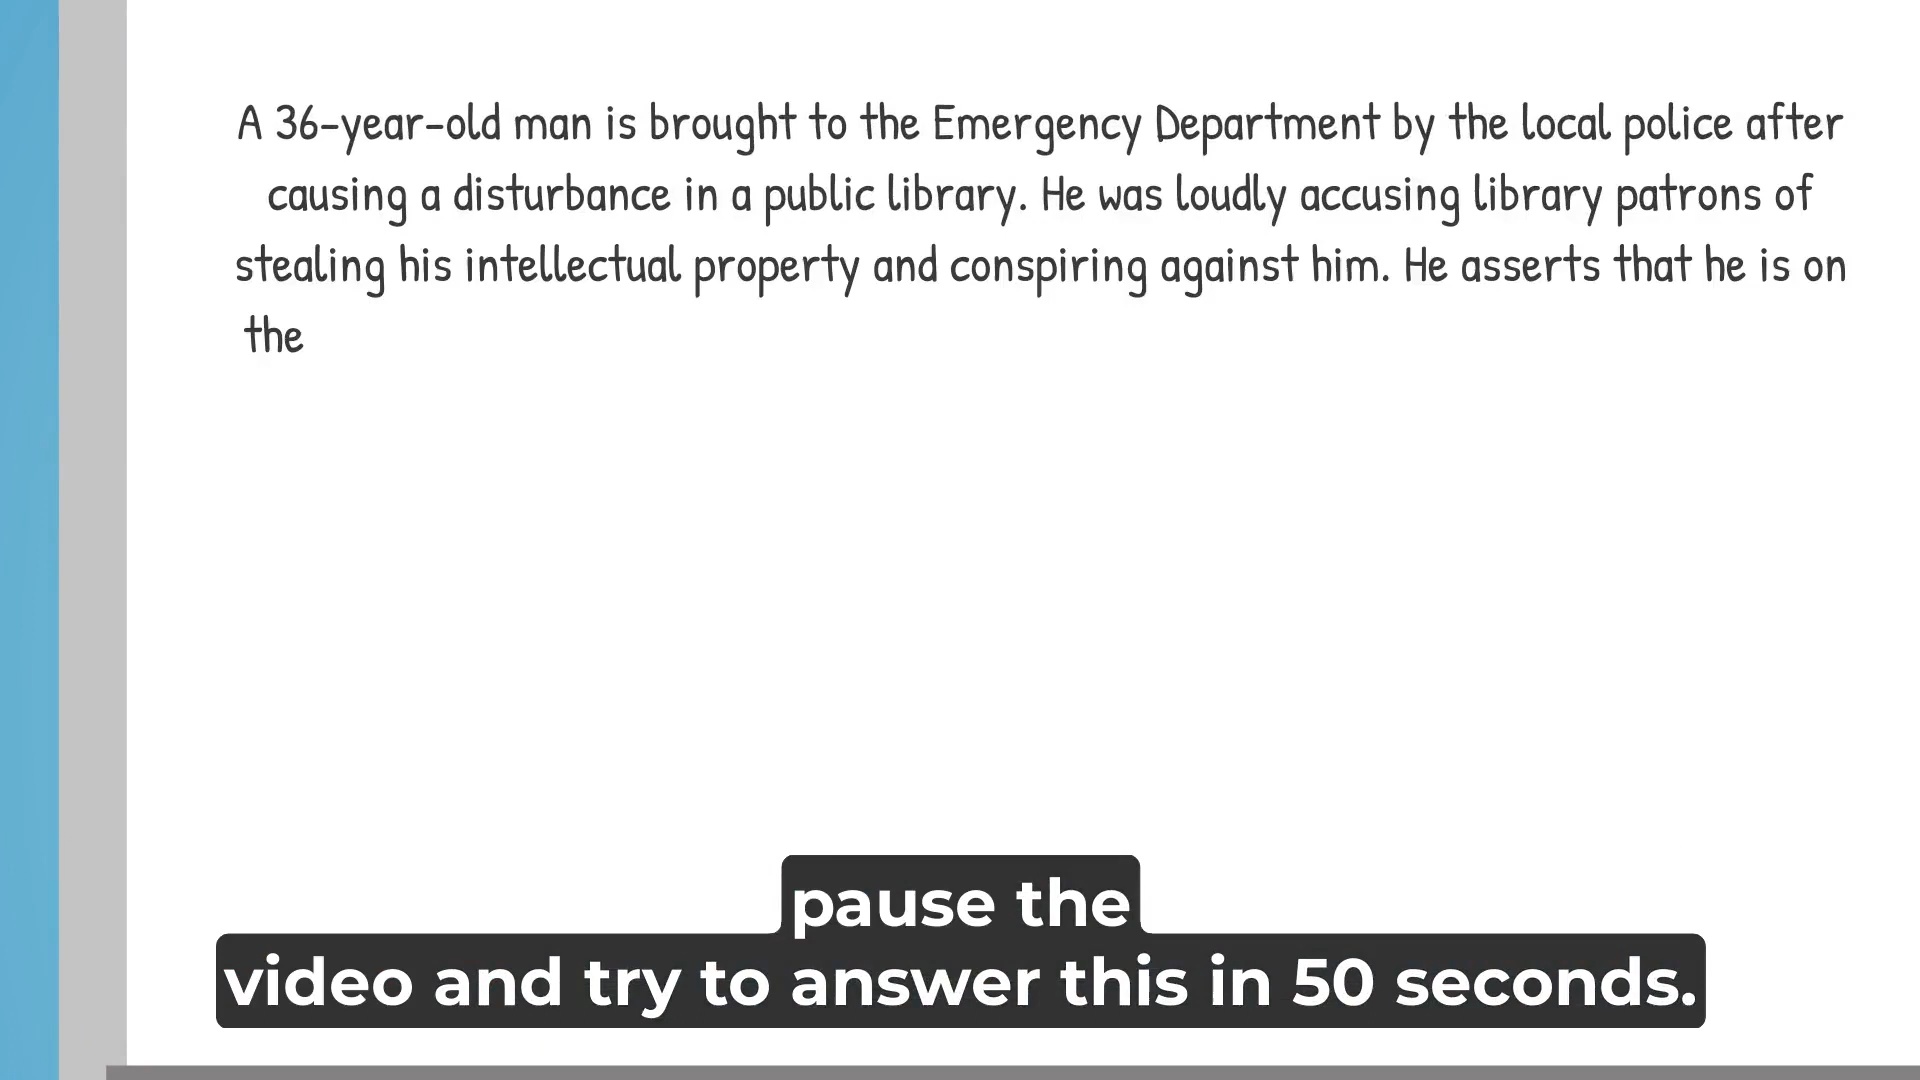 A 36-year-old man is brought to the Emergency Department by the local police after
causing a disturbance in a public library. He was loudly accusing library patrons of
stealing his intellectual property and conspiring against him. He asserts that he is on
the
pause the
video and try to answer this in 50 seconds.